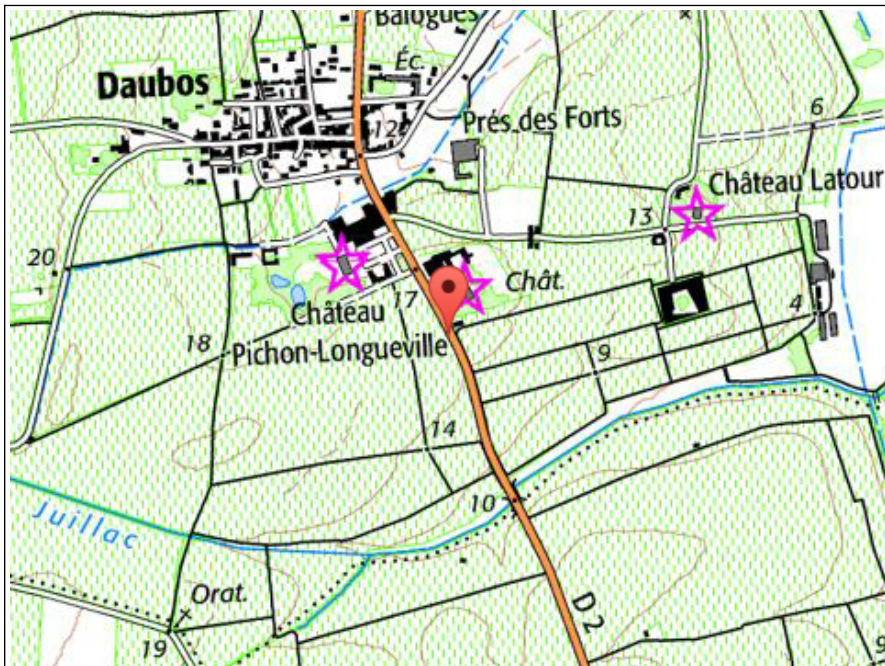 Balogues
Éc.
Daubos
12
Prés des Forts
6
Château Latour
13
20
17
Chât.
Château
Pichon-Longueville
4
18
9
14
10
Juillac
Orat.
D 2
19
9